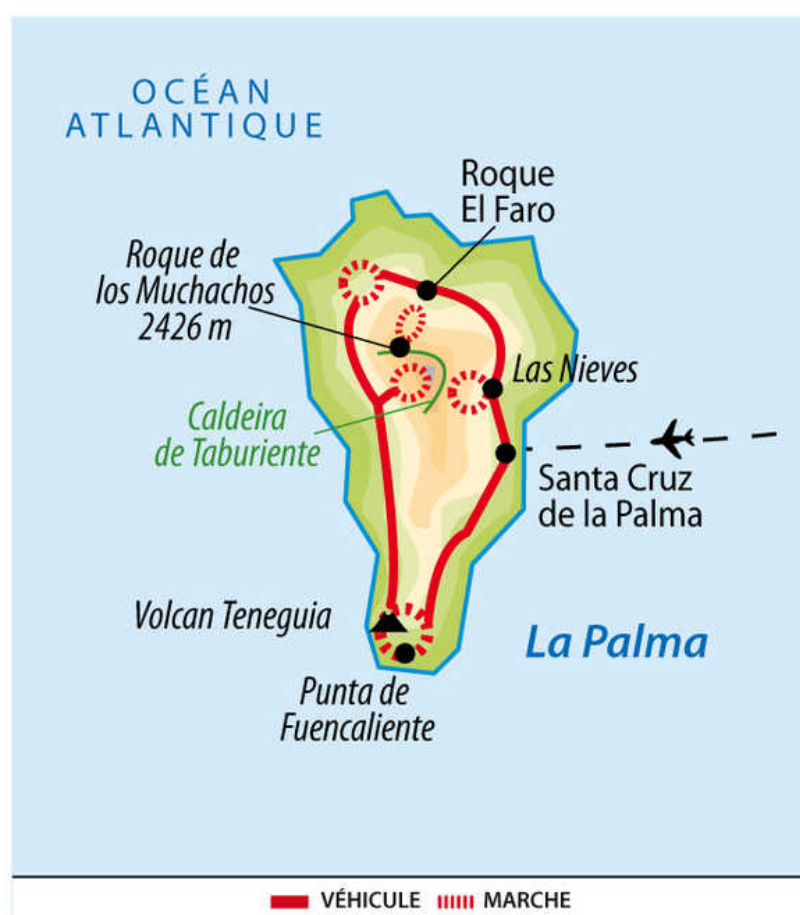 OCÉAN
ATLANTIQUE
Roque
El Faro
Roque de
los Muchachos
2426 m
Las Nieves
Caldeira
de Taburiente
Santa Cruz
de la Palma
Volcan Teneguia
La Palma
Punta de
Fuencaliente
VÉHICULE MARCHE